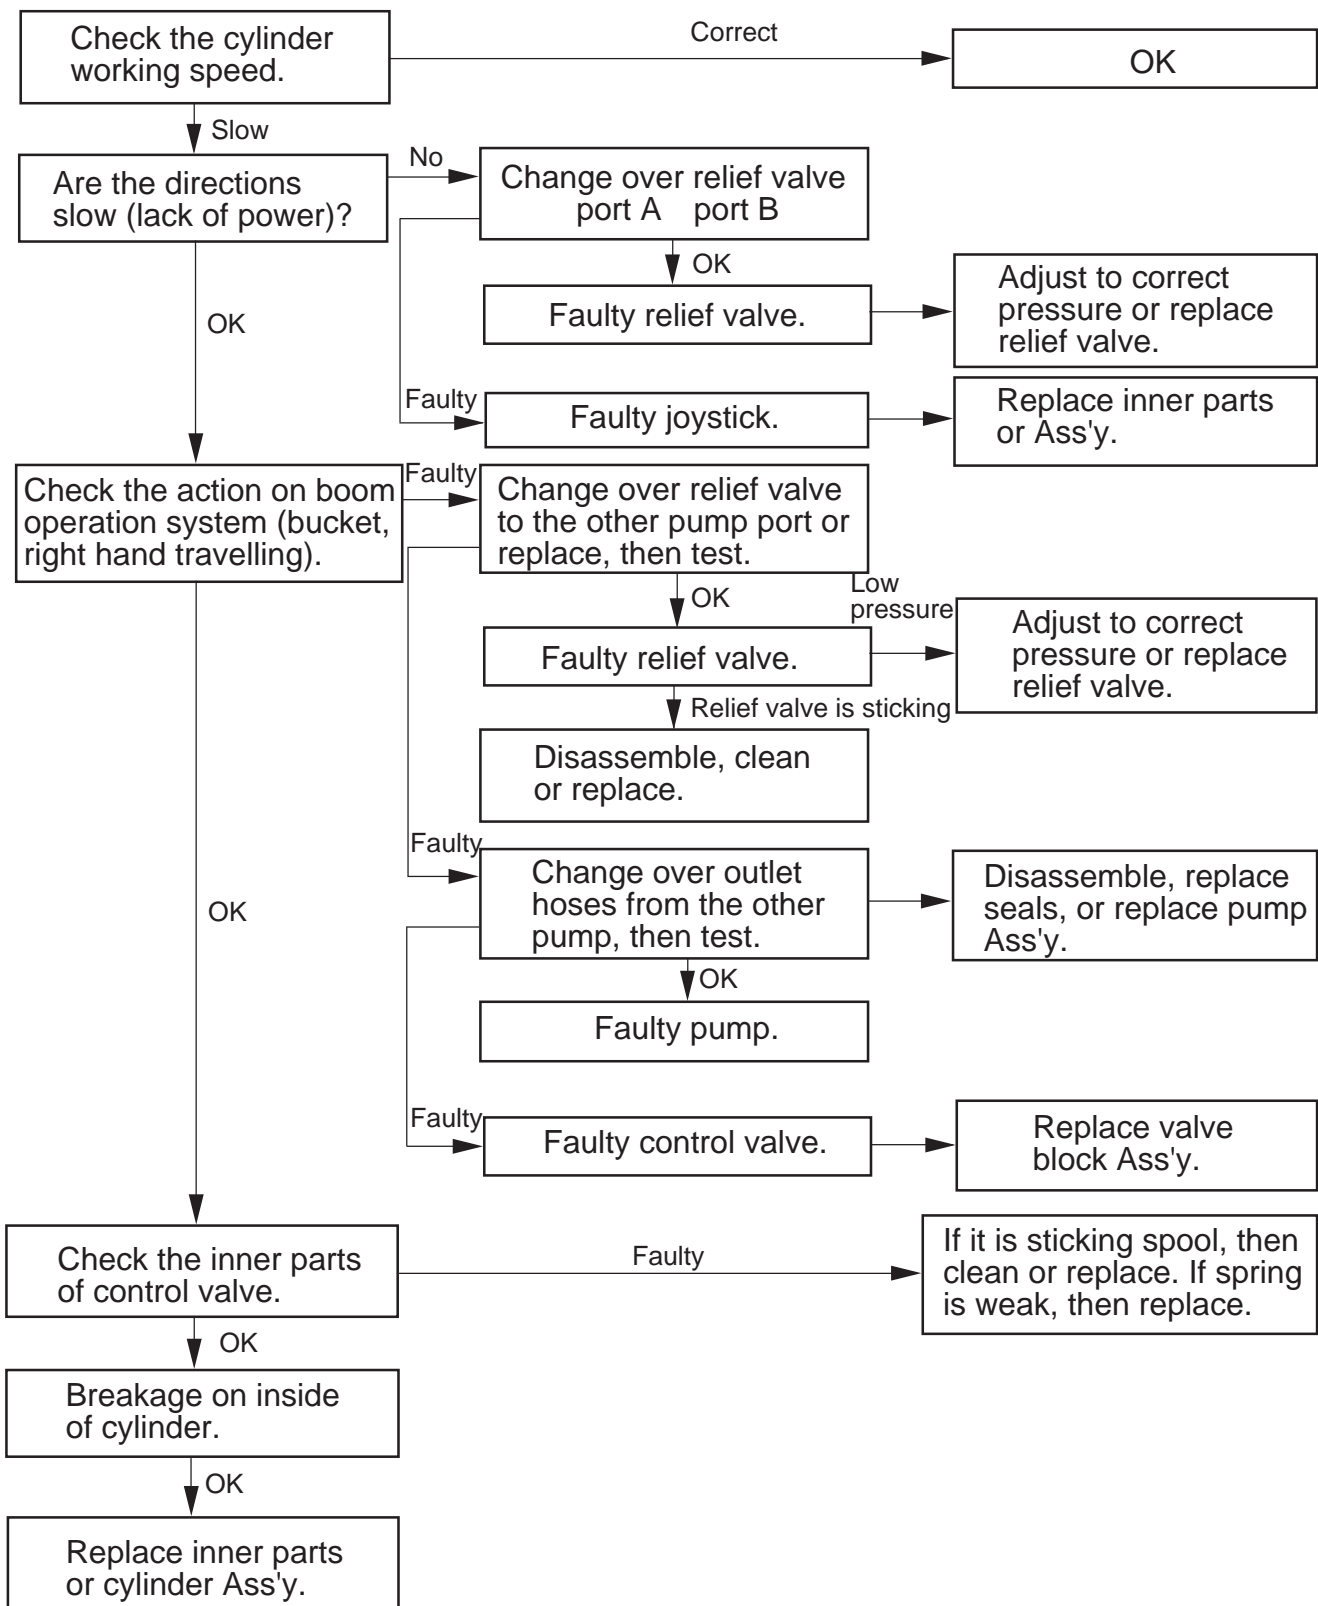 Check the cylinder
working speed.
Correct
OK
Slow
Are the directions
slow (lack of power)?
No
Change over relief valve
port A port B
OK
OK
Faulty relief valve.
Adjust to correct
pressure or replace
relief valve.
Faulty
Faulty joystick.
Replace inner parts
or Ass'y.
Check the action on boom
operation system (bucket,
right hand travelling).
Faulty
Change over relief valve
to the other pump port or
replace, then test.
OK
Low
pressure
Faulty relief valve.
Adjust to correct
pressure or replace
relief valve.
Relief valve is sticking
Disassemble, clean
or replace.
Faulty
Change over outlet
hoses from the other
pump, then test.
Disassemble, replace
seals, or replace pump
Ass'y.
OK
OK
Faulty pump.
Faulty
Faulty control valve.
Replace valve
block Ass'y.
Check the inner parts
of control valve.
Faulty
If it is sticking spool, then
clean or replace. If spring
is weak, then replace.
OK
Breakage on inside
of cylinder.
OK
Replace inner parts
or cylinder Ass'y.